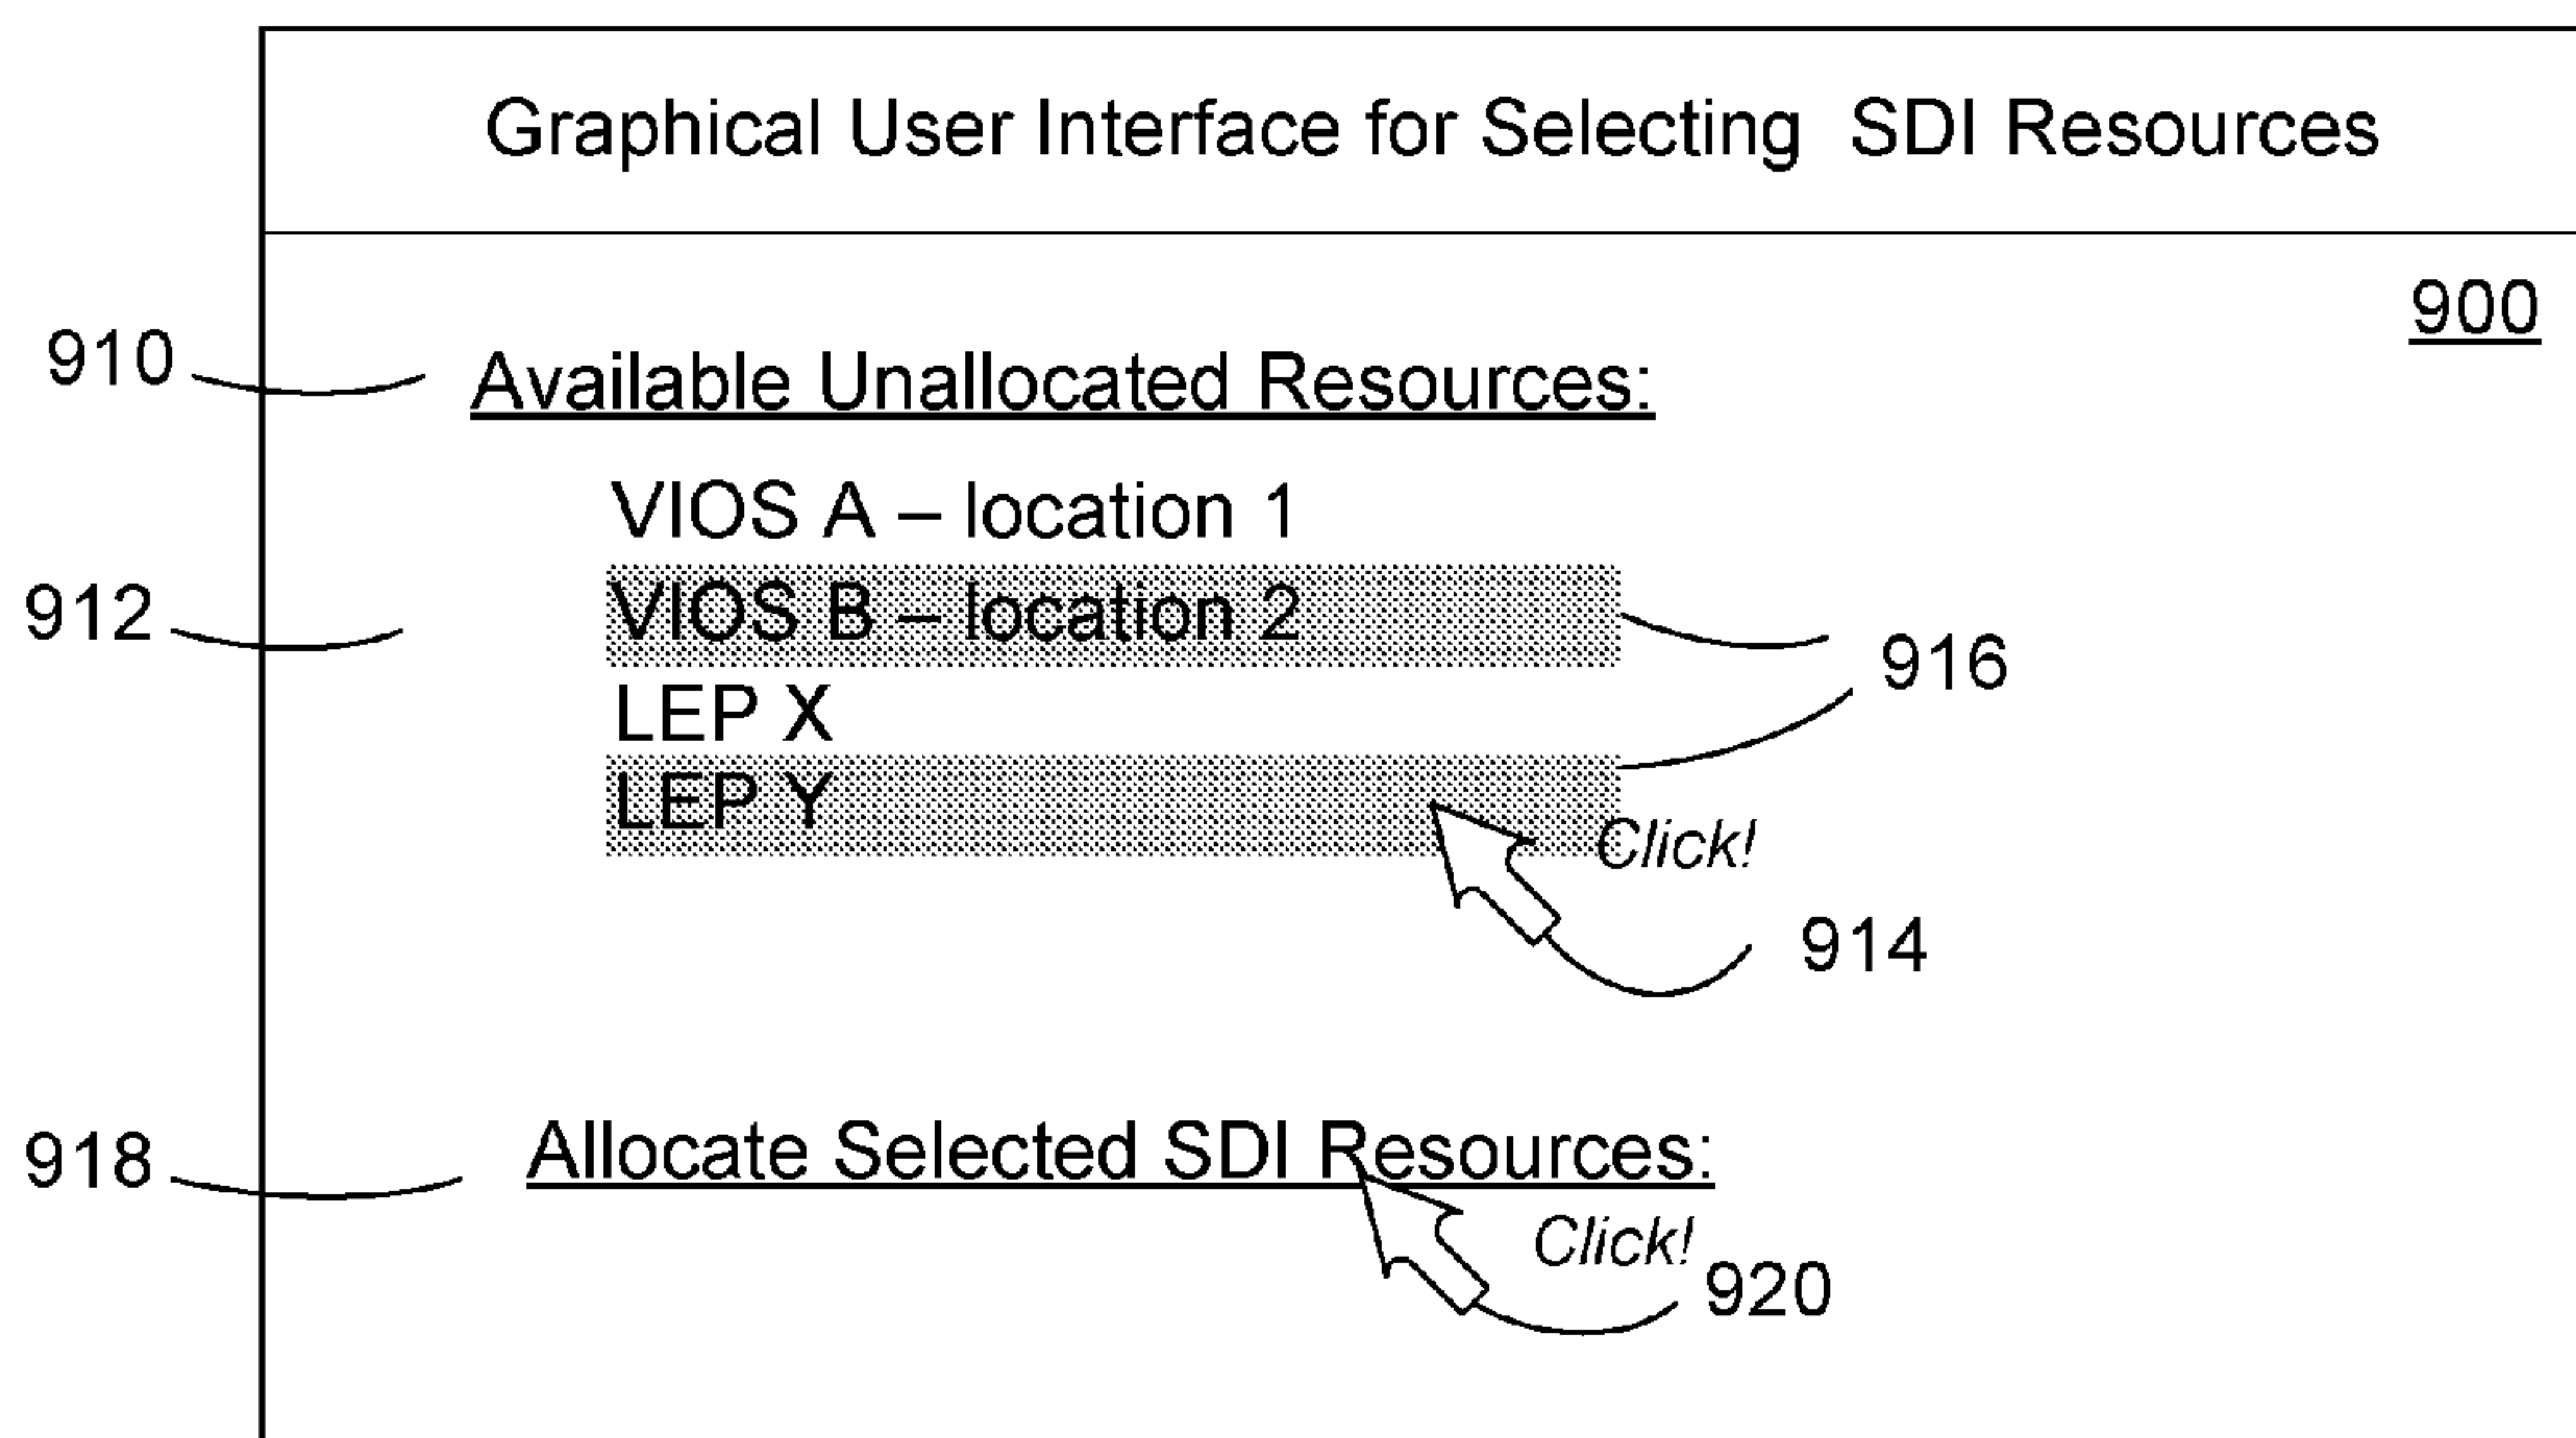 Graphical User Interface for Selecting SDI Resources
900
910
Available Unallocated Resources:
VIOS A – location 1
912
VIOS B – location 2
916
LEP X
LEP Y
Click!
914
918
Allocate Selected SDI Resources:
Click!
920